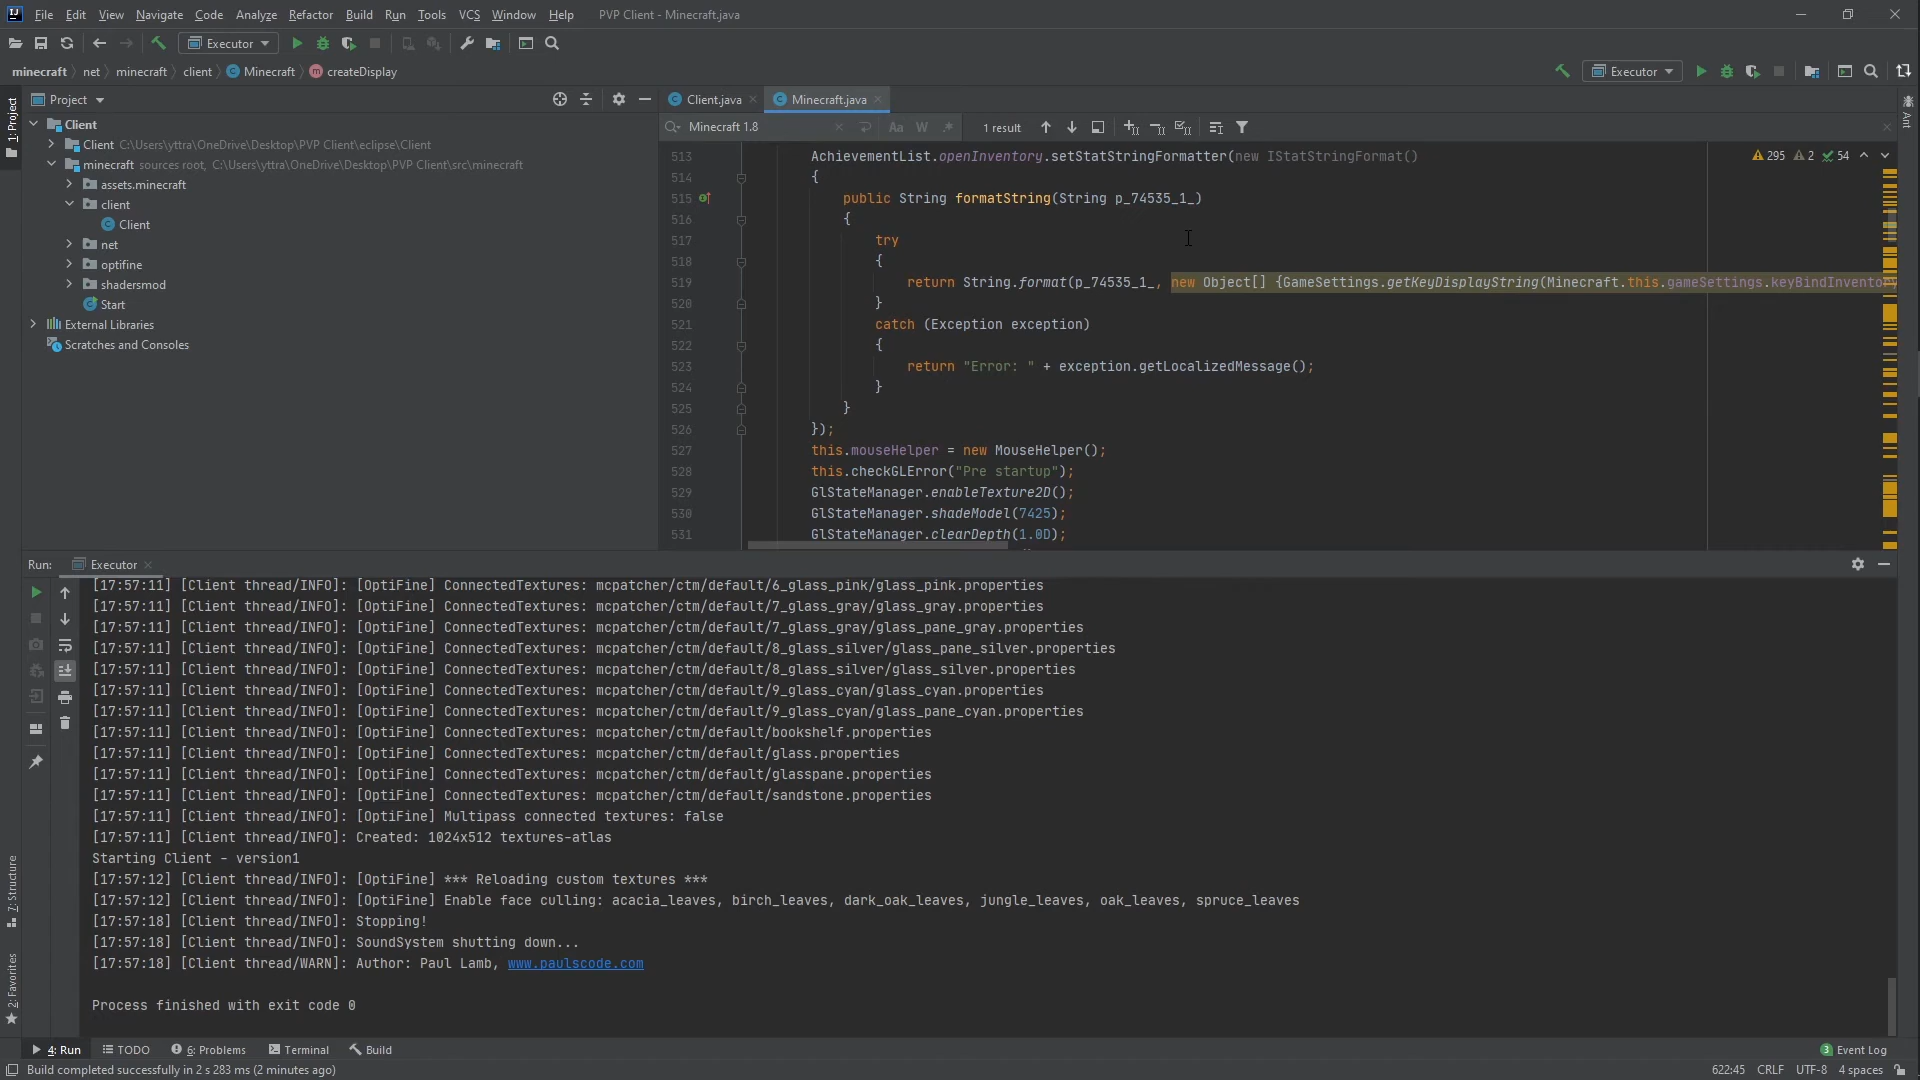 File Edit View Navigate Code Analyze Refactor Build Run Tools VCS Window Help PVP Client - Minecraft.java
Executor
minecraft net minecraft client Minecraft createDisplay
Executor
1: Project
Project
Client
Client C:\Users\yttra\OneDrive\Desktop\PVP Client\eclipse\Client
minecraft sources root, C:\Users\yttra\OneDrive\Desktop\PVP Client\src\minecraft
assets.minecraft
client
Client
net
optifine
shadersmod
Start
External Libraries
Scratches and Consoles
Client.java Minecraft.java
Minecraft 1.8 Aa W .* 1 result
295 2 54
Ant
513 AchievementList.openInventory.setStatStringFormatter(new IStatStringFormat()
514 {
515 public String formatString(String p_74535_1_)
516 {
517 try
518 {
519 return String.format(p_74535_1_, new Object[] {GameSettings.getKeyDisplayString(Minecraft.this.gameSettings.keyBindInventory
520 }
521 catch (Exception exception)
522 {
523 return "Error: " + exception.getLocalizedMessage();
524 }
525 }
526 });
527 this.mouseHelper = new MouseHelper();
528 this.checkGLError("Pre startup");
529 GlStateManager.enableTexture2D();
530 GlStateManager.shadeModel(7425);
531 GlStateManager.clearDepth(1.0D);
Run: Executor
[17:57:11] [Client thread/INFO]: [OptiFine] ConnectedTextures: mcpatcher/ctm/default/6_glass_pink/glass_pink.properties
[17:57:11] [Client thread/INFO]: [OptiFine] ConnectedTextures: mcpatcher/ctm/default/7_glass_gray/glass_gray.properties
[17:57:11] [Client thread/INFO]: [OptiFine] ConnectedTextures: mcpatcher/ctm/default/7_glass_gray/glass_pane_gray.properties
[17:57:11] [Client thread/INFO]: [OptiFine] ConnectedTextures: mcpatcher/ctm/default/8_glass_silver/glass_pane_silver.properties
[17:57:11] [Client thread/INFO]: [OptiFine] ConnectedTextures: mcpatcher/ctm/default/8_glass_silver/glass_silver.properties
[17:57:11] [Client thread/INFO]: [OptiFine] ConnectedTextures: mcpatcher/ctm/default/9_glass_cyan/glass_cyan.properties
[17:57:11] [Client thread/INFO]: [OptiFine] ConnectedTextures: mcpatcher/ctm/default/9_glass_cyan/glass_pane_cyan.properties
[17:57:11] [Client thread/INFO]: [OptiFine] ConnectedTextures: mcpatcher/ctm/default/bookshelf.properties
[17:57:11] [Client thread/INFO]: [OptiFine] ConnectedTextures: mcpatcher/ctm/default/glass.properties
[17:57:11] [Client thread/INFO]: [OptiFine] ConnectedTextures: mcpatcher/ctm/default/glasspane.properties
[17:57:11] [Client thread/INFO]: [OptiFine] ConnectedTextures: mcpatcher/ctm/default/sandstone.properties
[17:57:11] [Client thread/INFO]: [OptiFine] Multipass connected textures: false
[17:57:11] [Client thread/INFO]: Created: 1024x512 textures-atlas
Starting Client - version1
[17:57:12] [Client thread/INFO]: [OptiFine] *** Reloading custom textures ***
[17:57:12] [Client thread/INFO]: [OptiFine] Enable face culling: acacia_leaves, birch_leaves, dark_oak_leaves, jungle_leaves, oak_leaves, spruce_leaves
[17:57:18] [Client thread/INFO]: Stopping!
[17:57:18] [Client thread/INFO]: SoundSystem shutting down...
[17:57:18] [Client thread/WARN]: Author: Paul Lamb, www.paulscode.com
Process finished with exit code 0
7: Structure
2: Favorites
4: Run TODO 6: Problems Terminal Build 3 Event Log
Build completed successfully in 2 s 283 ms (2 minutes ago) 622:45 CRLF UTF-8 4 spaces